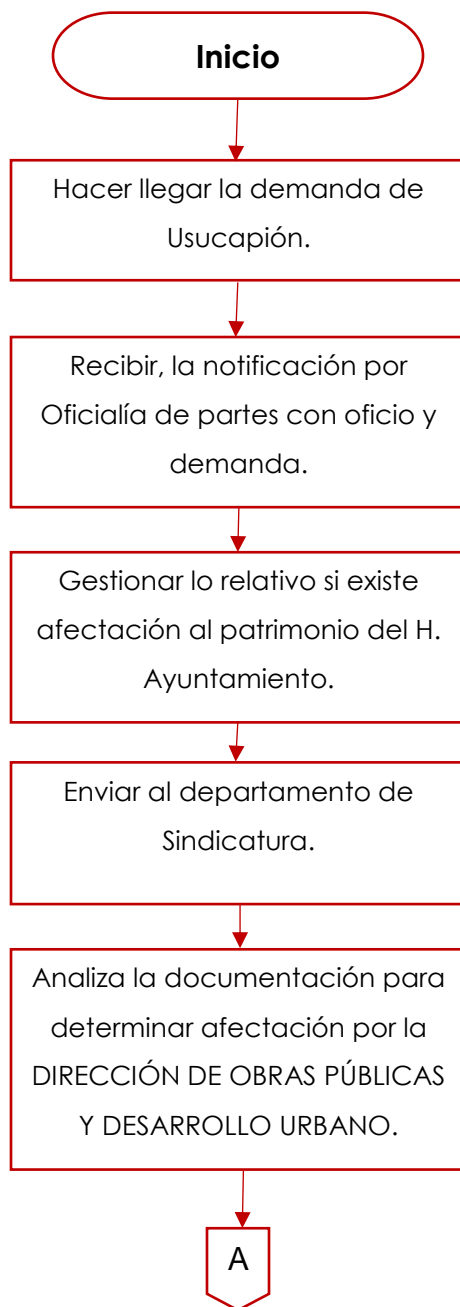 Inicio
Hacer llegar la demanda de
Usucapión.
Recibir, la notificación por
Oficialía de partes con oficio y
demanda.
Gestionar lo relativo si existe
afectación al patrimonio del H.
Ayuntamiento.
Enviar al departamento de
Sindicatura.
Analiza la documentación para
determinar afectación por la
DIRECCIÓN DE OBRAS PÚBLICAS
Y DESARROLLO URBANO.
A